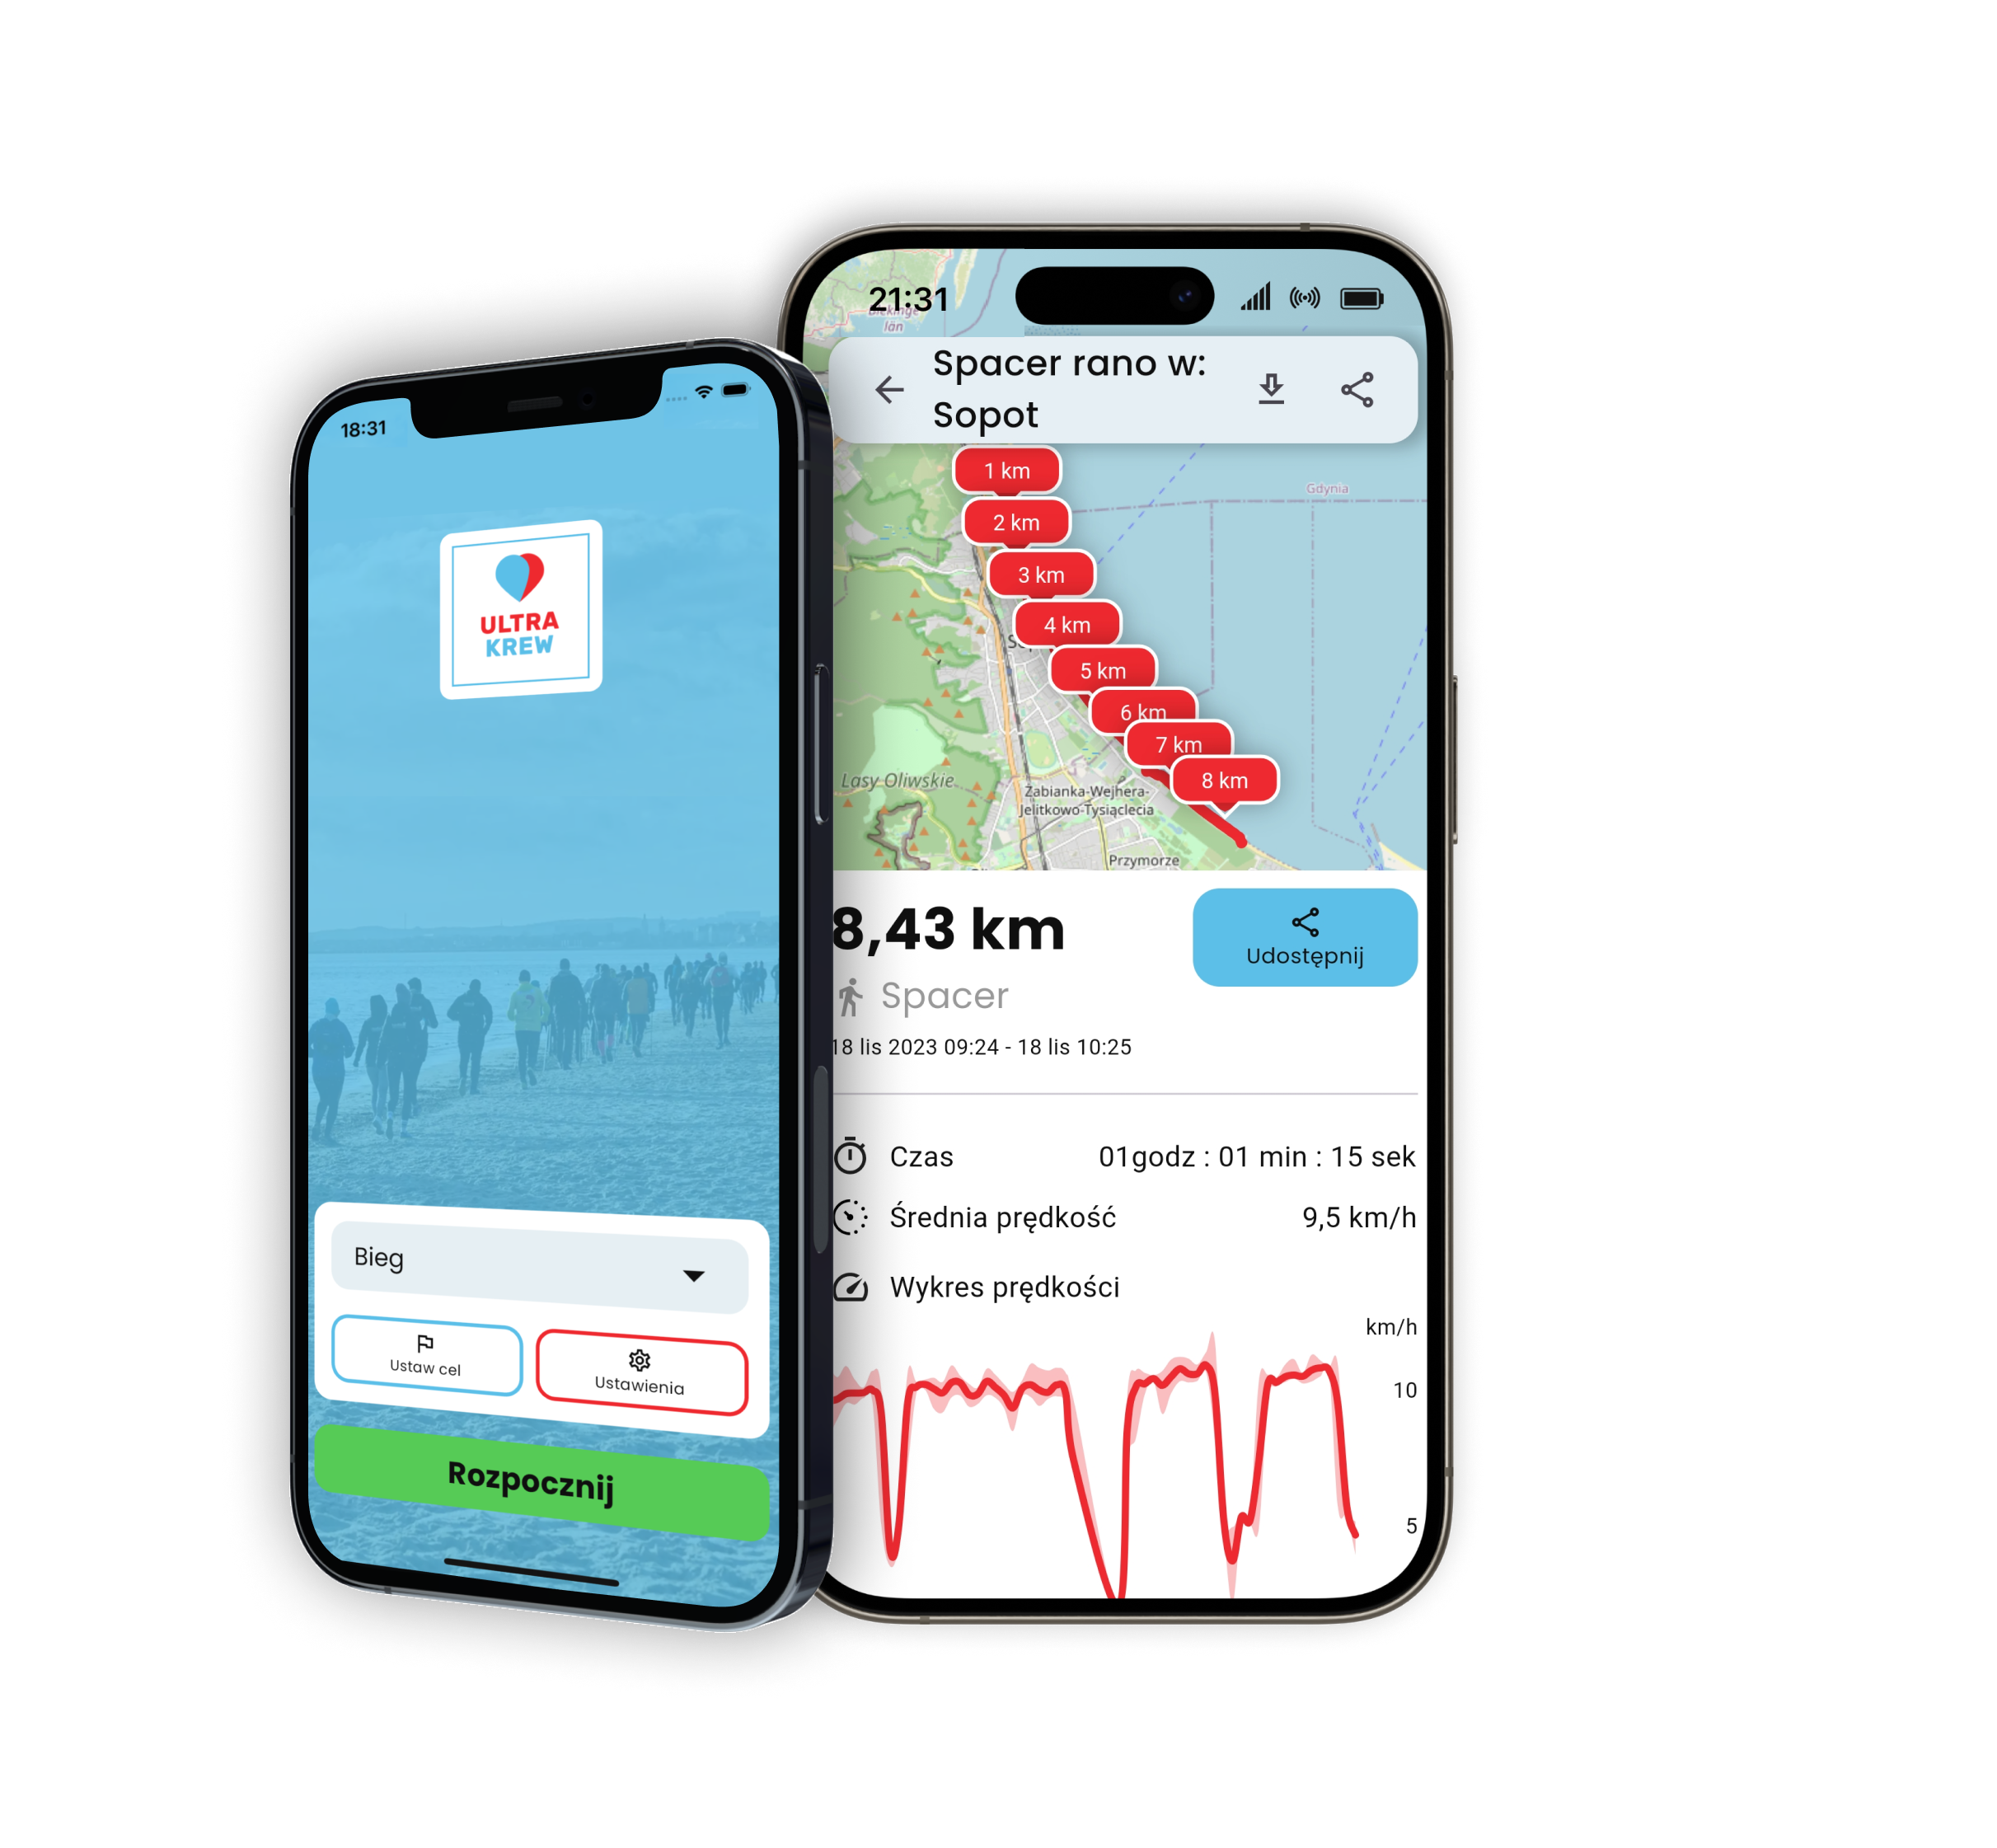 18:31
ULTRA
KREW
Bieg
Ustaw cel
Ustawienia
Rozpocznij
21:31
Blekinge
län
Spacer rano w:
Sopot
Gdynia
1 km
2 km
3 km
4 km
5 km
6 km
7 km
8 km
Lasy Oliwskie
Żabianka-Wejhera-
Jelitkowo-Tysiąclecia
Przymorze
8,43 km
Udostępnij
Spacer
18 lis 2023 09:24 - 18 lis 10:25
Czas 01godz : 01 min : 15 sek
Średnia prędkość 9,5 km/h
Wykres prędkości
km/h
10
5